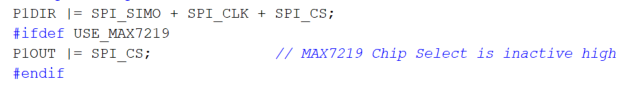 P1DIR |= SPI_SIMO + SPI_CLK + SPI_CS;
#ifdef USE_MAX7219
P1OUT |= SPI_CS; // MAX7219 Chip Select is inactive high
#endif